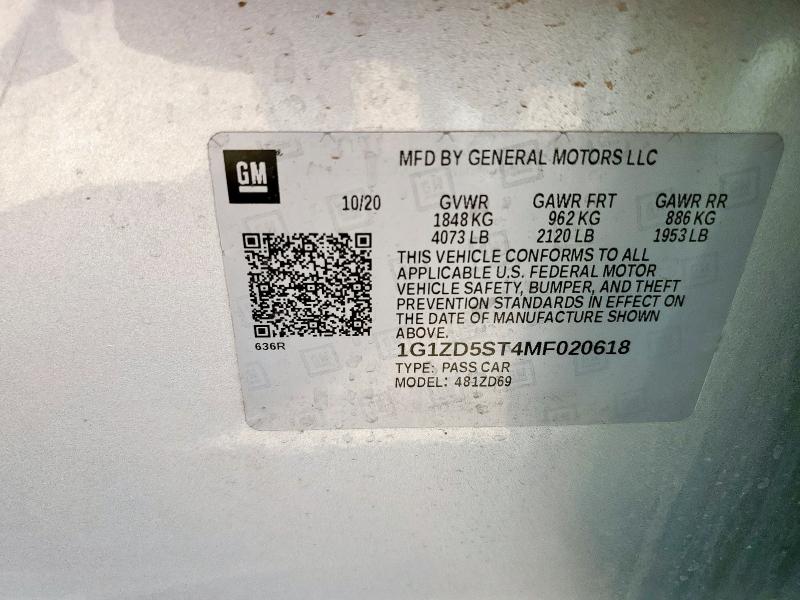 GM
MFD BY GENERAL MOTORS LLC
10/20 GVWR GAWR FRT GAWR RR
1848 KG 962 KG 886 KG
4073 LB 2120 LB 1953 LB
THIS VEHICLE CONFORMS TO ALL
APPLICABLE U.S. FEDERAL MOTOR
VEHICLE SAFETY, BUMPER, AND THEFT
PREVENTION STANDARDS IN EFFECT ON
THE DATE OF MANUFACTURE SHOWN
ABOVE.
636R
1G1ZD5ST4MF020618
TYPE: PASS CAR
MODEL: 481ZD69